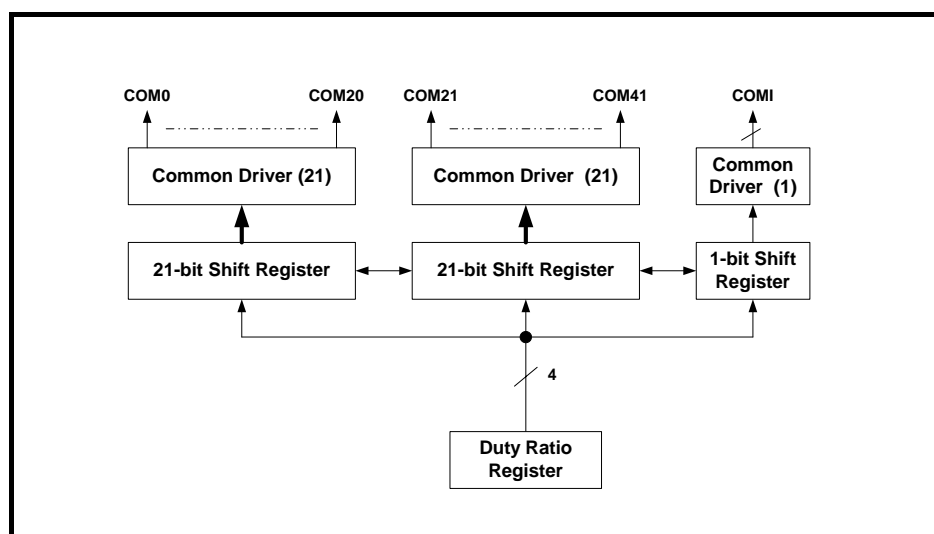 COM0 COM20 COM21 COM41 COMI
Common Driver (21) Common Driver (21) Common
Driver (1)
21-bit Shift Register 21-bit Shift Register 1-bit Shift
Register
4
Duty Ratio
Register